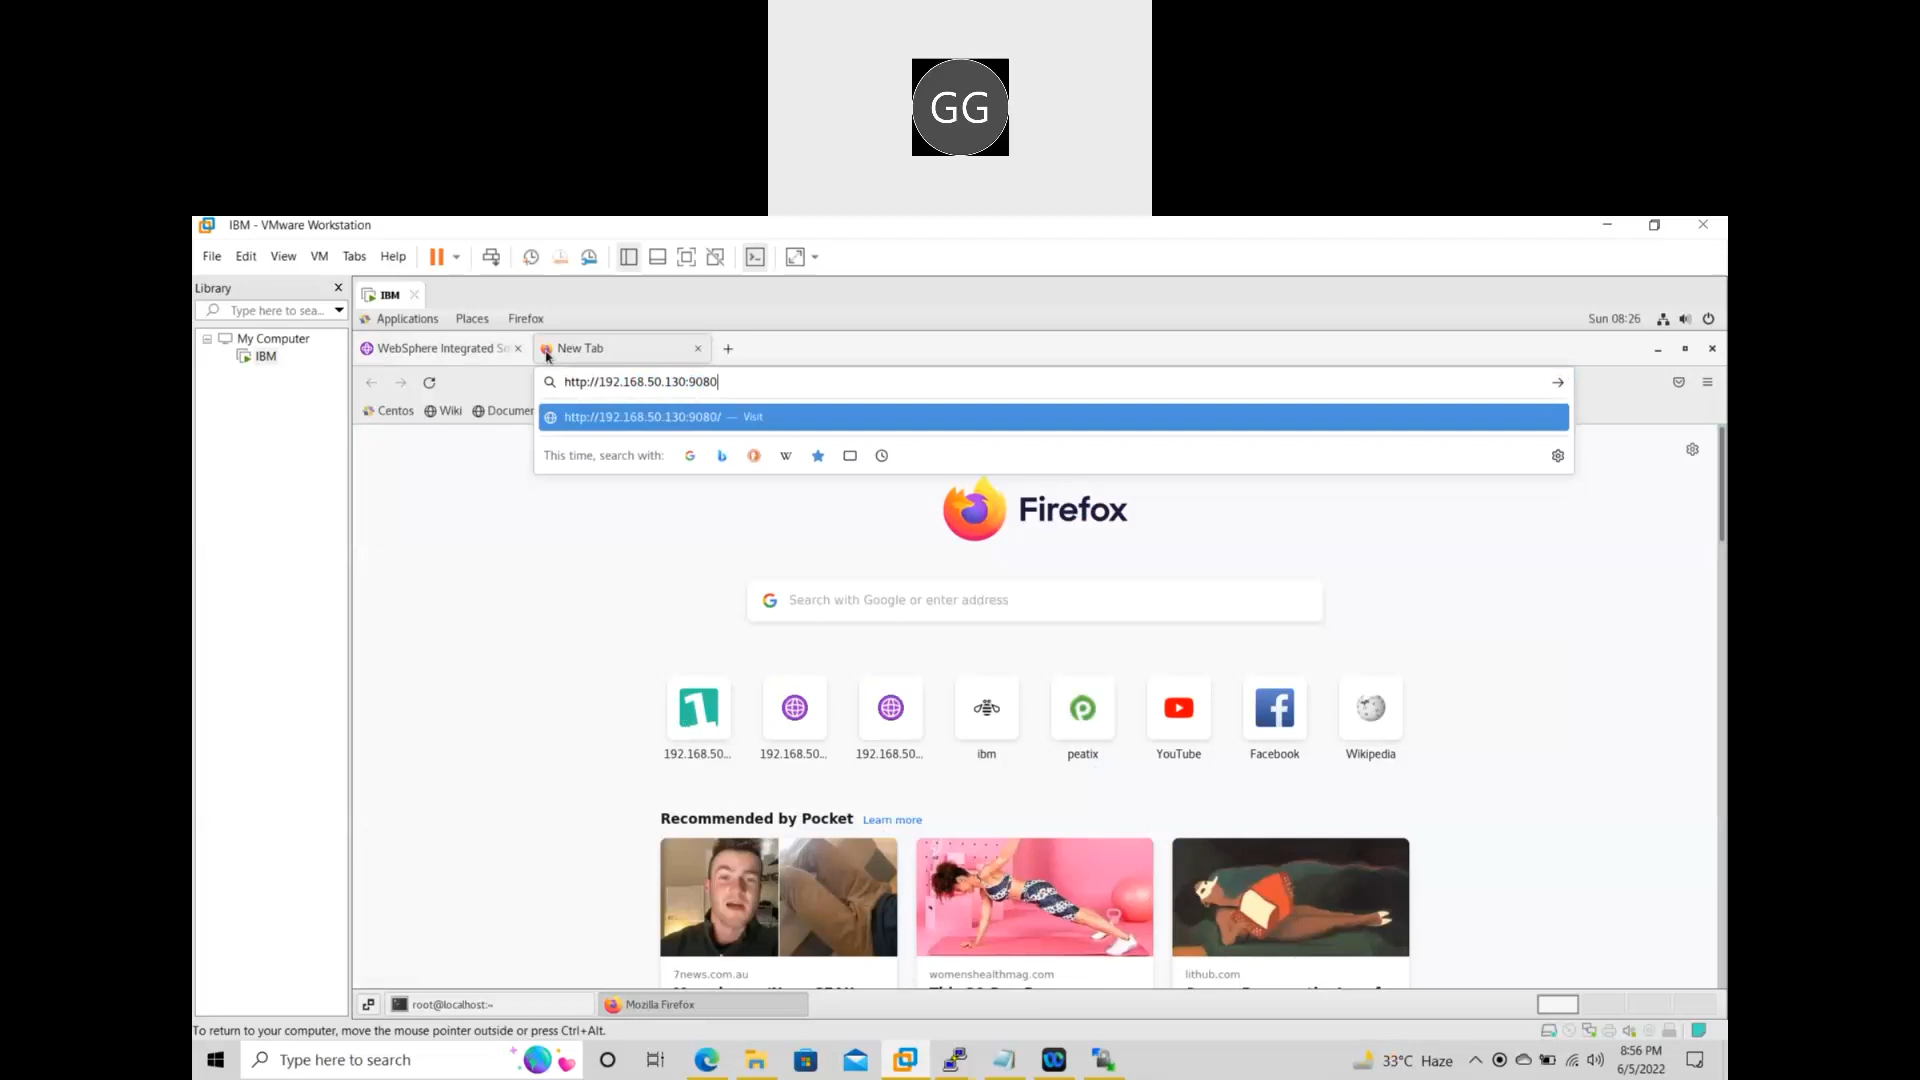 GG
IBM - VMware Workstation
File Edit View VM Tabs Help
Library
Type here to sea...
My Computer
IBM
IBM
Applications Places Firefox
Sun 08:26
WebSphere Integrated So
New Tab
http://192.168.50.130:9080
Centos Wiki Documen
http://192.168.50.130:9080/ — Visit
This time, search with:
Firefox
Search with Google or enter address
192.168.50... 192.168.50... 192.168.50... ibm peatix YouTube Facebook Wikipedia
Recommended by Pocket Learn more
7news.com.au womenshealthmag.com lithub.com
root@localhost:~ Mozilla Firefox
To return to your computer, move the mouse pointer outside or press Ctrl+Alt.
Type here to search
33°C Haze
8:56 PM
6/5/2022